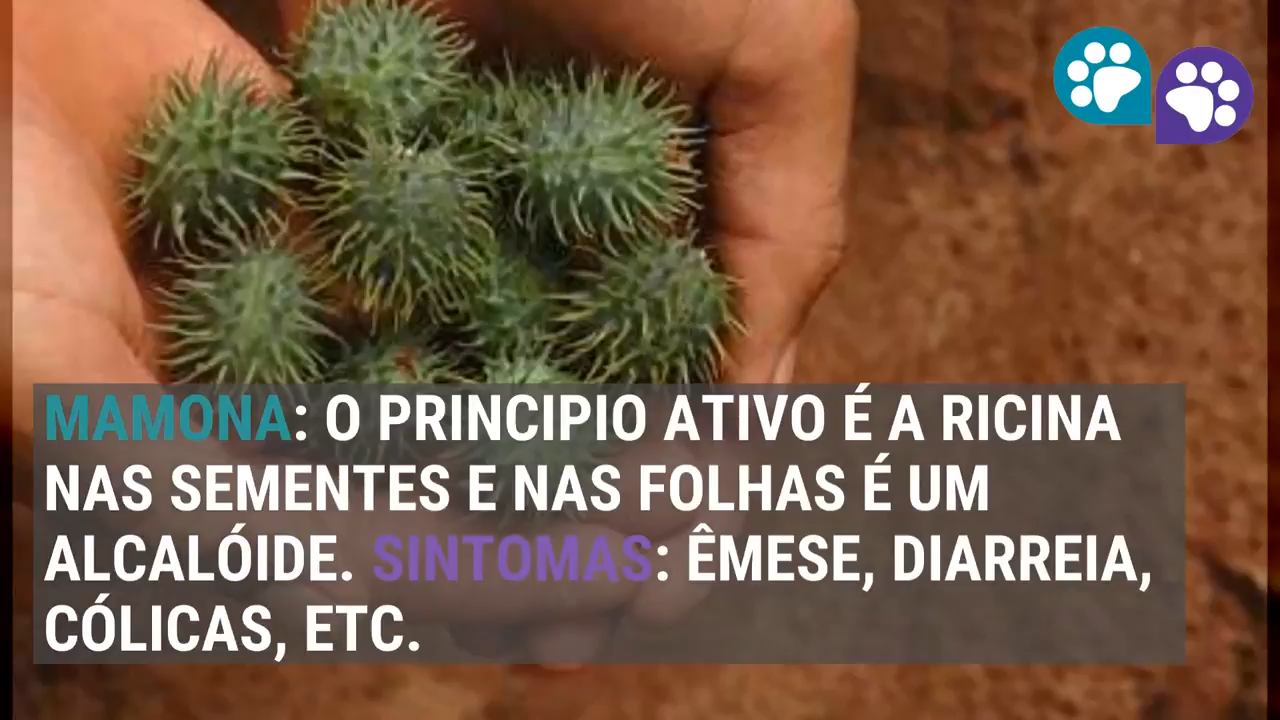 MAMONA: O PRINCIPIO ATIVO É A RICINA
NAS SEMENTES E NAS FOLHAS É UM
ALCALÓIDE. SINTOMAS: ÊMESE, DIARREIA,
CÓLICAS, ETC.